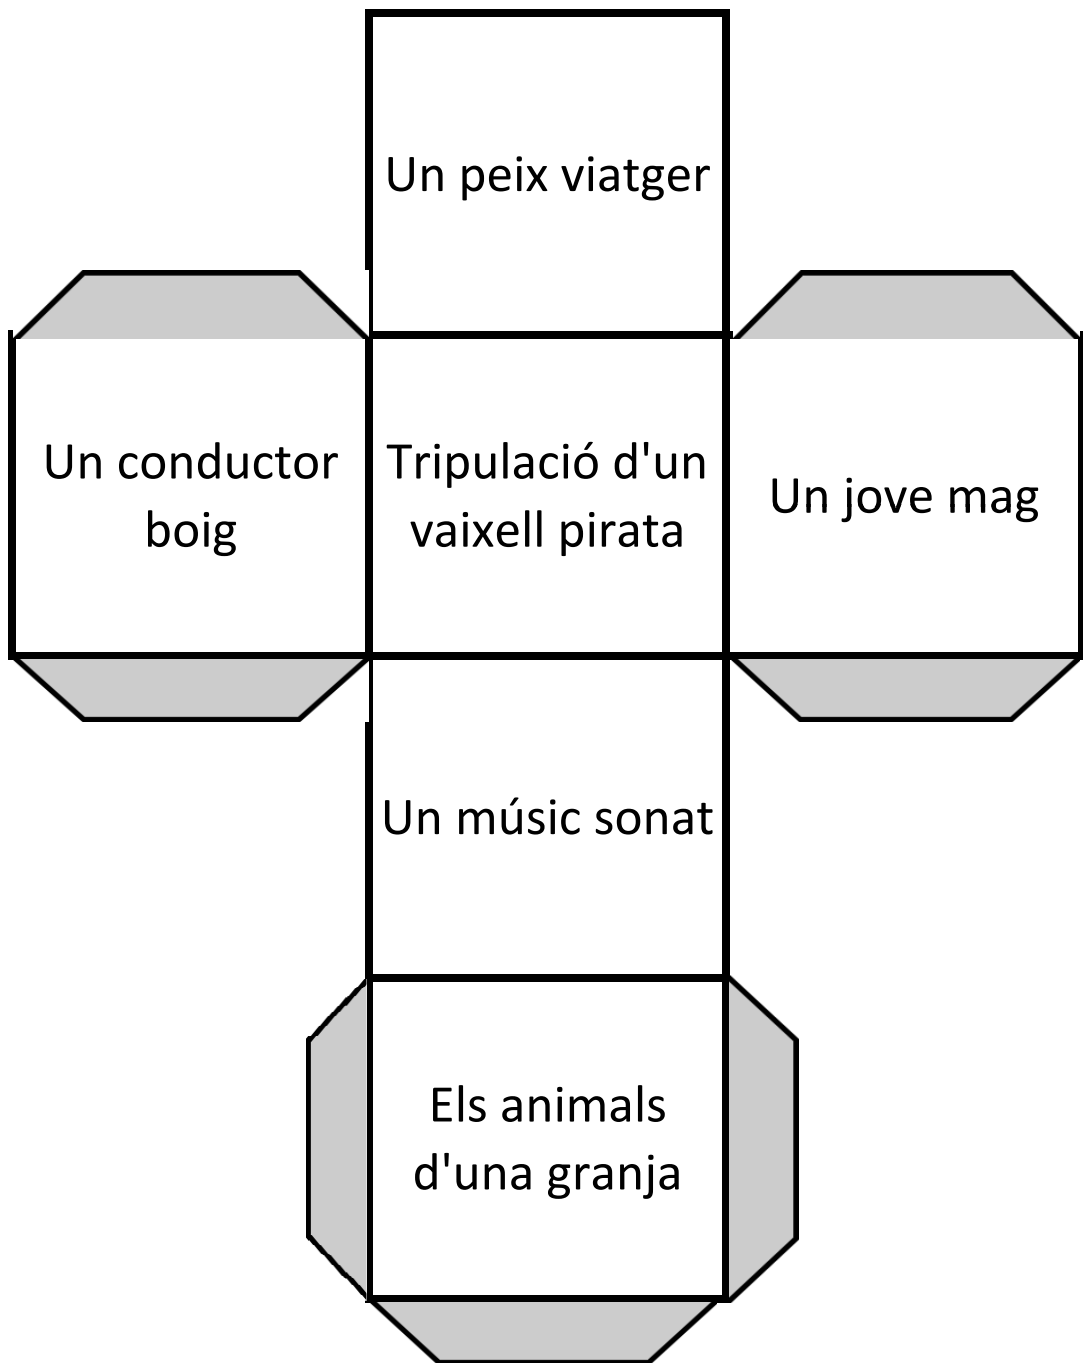 Un peix viatger
Un conductor
boig
Tripulació d'un
vaixell pirata
Un jove mag
Un músic sonat
Els animals
d'una granja